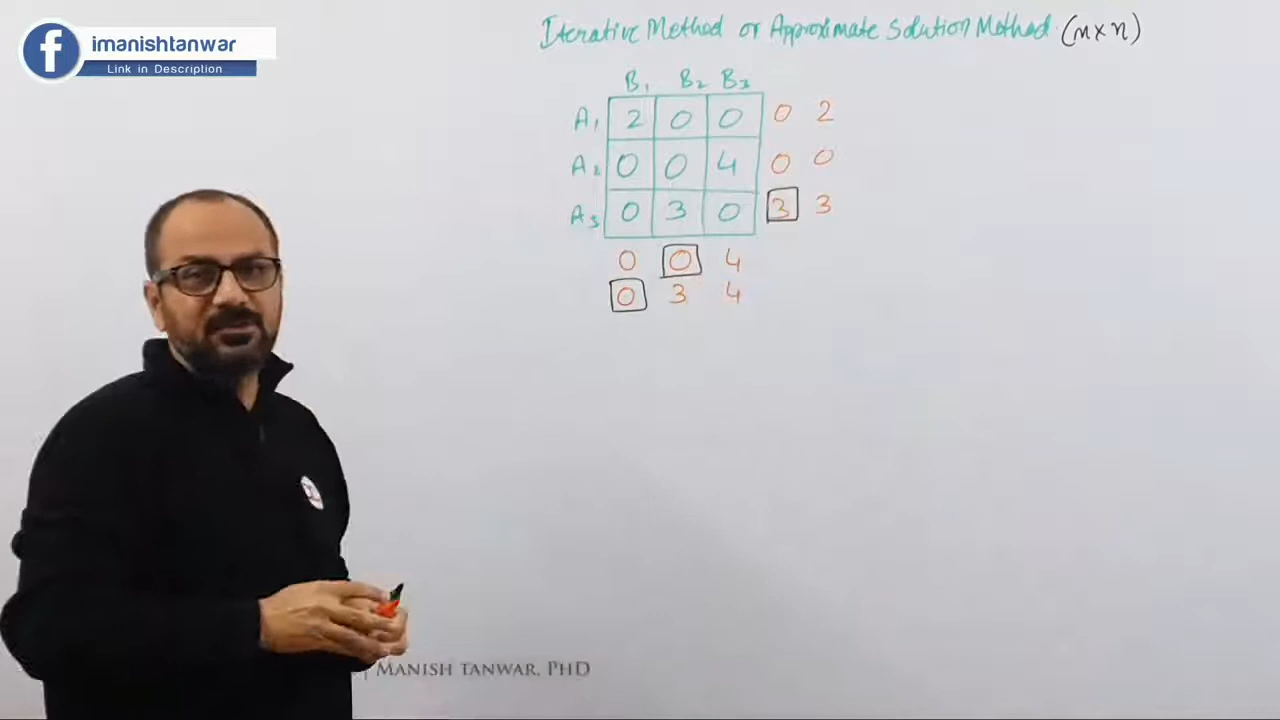 imanishtanwar
Link in Description
Iterative Method or Approximate Solution Method (n×n)
B₁ B₂ B₃
A₁ 2 0 0 0 2
A₂ 0 0 4 0 0
A₃ 0 3 0 3 3
0 0 4
0 3 4
| MANISH TANWAR, PHD